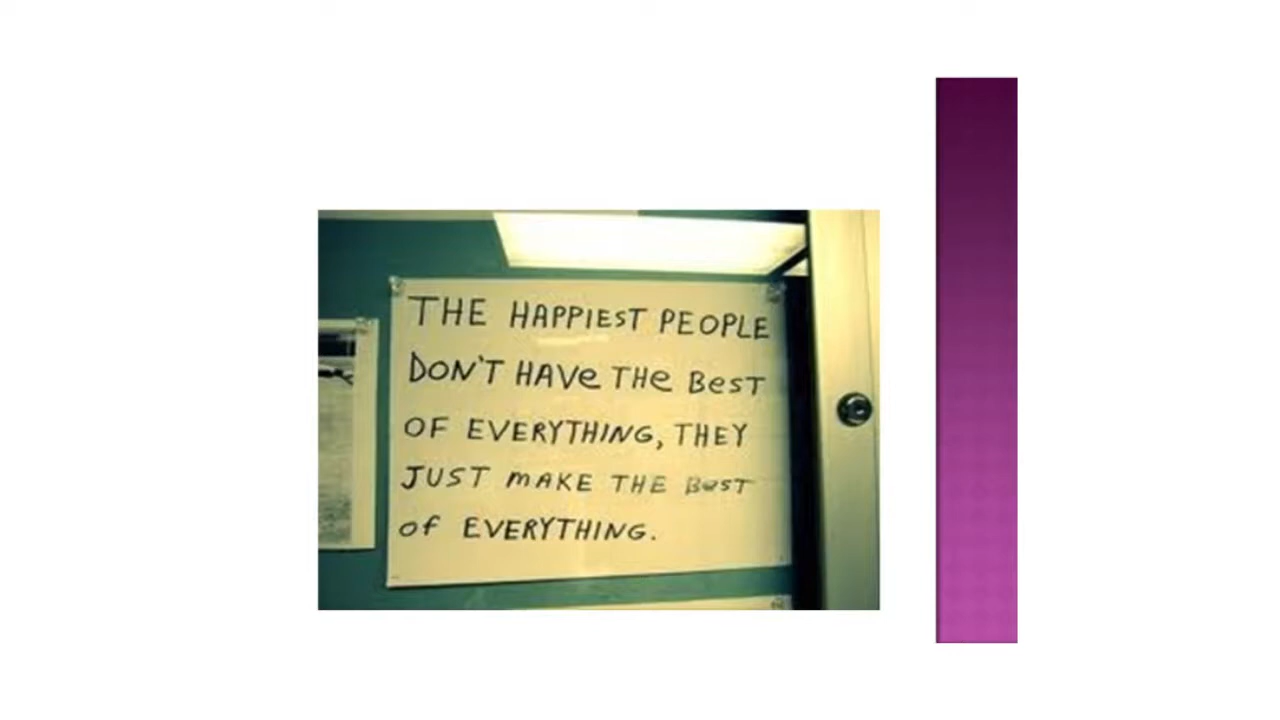 THE HAPPIEST PEOPLE
DON'T HAVe THe BesT
OF EVERYTHING, THEY
JUST mAKE THE BesT
of EVERYTHING.